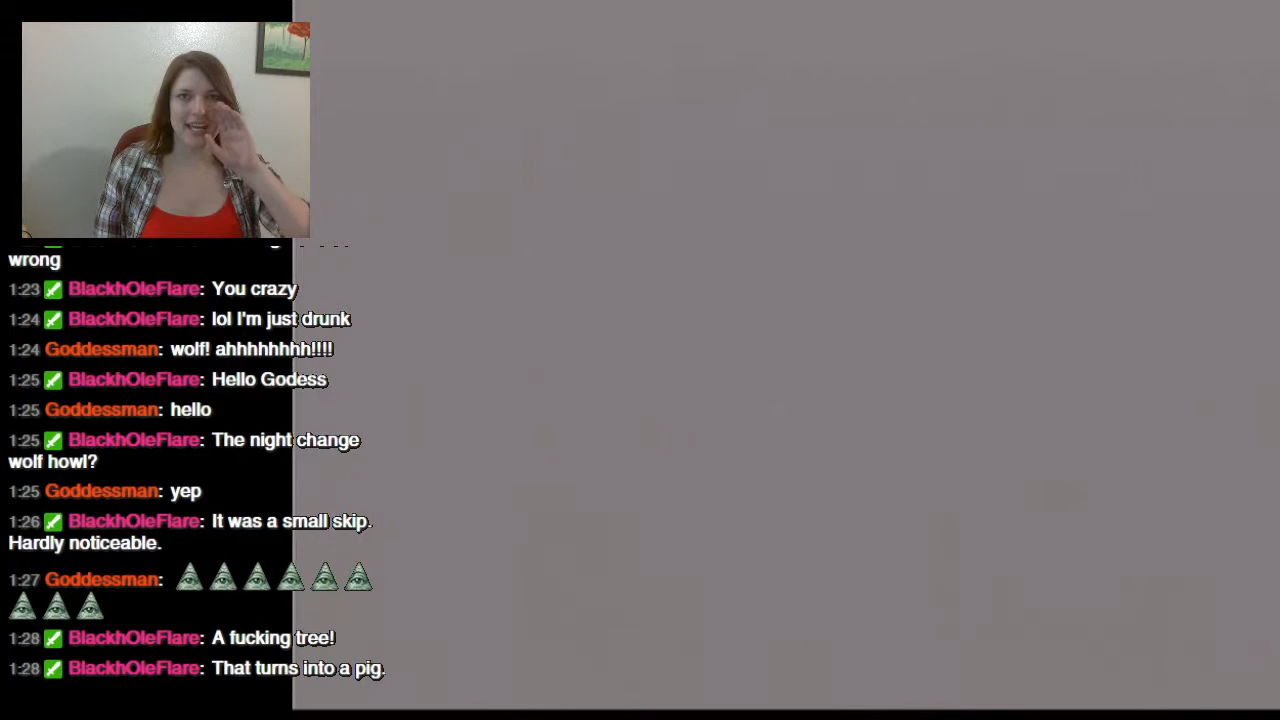 wrong
1:23 BlackhOleFlare: You crazy
1:24 BlackhOleFlare: lol I'm just drunk
1:24 Goddessman: wolf! ahhhhhhhh!!!!
1:25 BlackhOleFlare: Hello Godess
1:25 Goddessman: hello
1:25 BlackhOleFlare: The night change
wolf howl?
1:25 Goddessman: yep
1:26 BlackhOleFlare: It was a small skip.
Hardly noticeable.
1:27 Goddessman:
1:28 BlackhOleFlare: A fucking tree!
1:28 BlackhOleFlare: That turns into a pig.